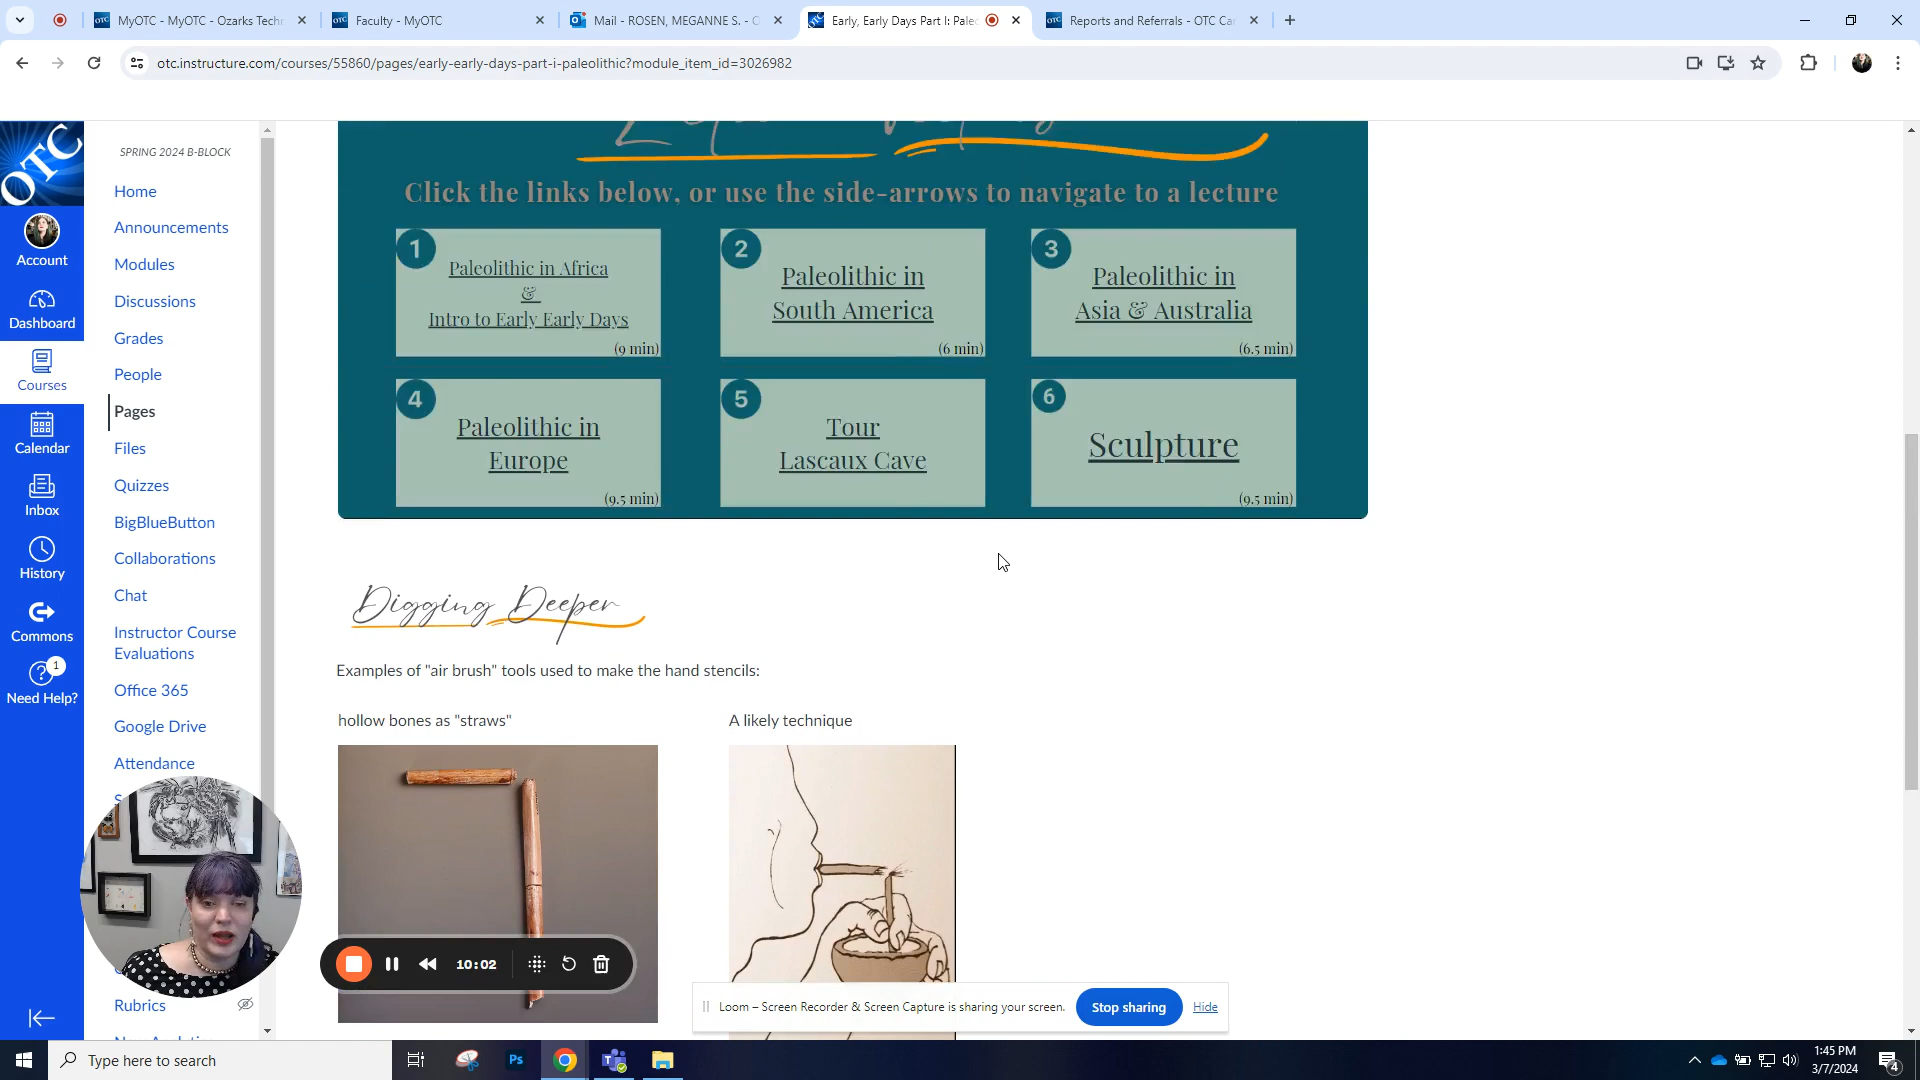 MyOTC - MyOTC - Ozarks Techn
Faculty - MyOTC
Mail - ROSEN, MEGANNE S. - O
Early, Early Days Part I: Pale
Reports and Referrals - OTC Ca
otc.instructure.com/courses/55860/pages/early-early-days-part-i-paleolithic?module_item_id=3026982
OTC
Account
Dashboard
Courses
Calendar
Inbox
History
Commons
1
Need Help?
SPRING 2024 B-BLOCK
Home
Announcements
Modules
Discussions
Grades
People
Pages
Files
Quizzes
BigBlueButton
Collaborations
Chat
Instructor Course
Evaluations
Office 365
Google Drive
Attendance
Rubrics
Click the links below, or use the side-arrows to navigate to a lecture
1
Paleolithic in Africa
&
Intro to Early Early Days
(9 min)
2
Paleolithic in
South America
(6 min)
3
Paleolithic in
Asia & Australia
(6.5 min)
4
Paleolithic in
Europe
(9.5 min)
5
Tour
Lascaux Cave
6
Sculpture
(9.5 min)
Digging Deeper
Examples of "air brush" tools used to make the hand stencils:
hollow bones as "straws"
A likely technique
10:02
Loom – Screen Recorder & Screen Capture is sharing your screen.
Stop sharing
Hide
Type here to search
Ps
1:45 PM
3/7/2024
4